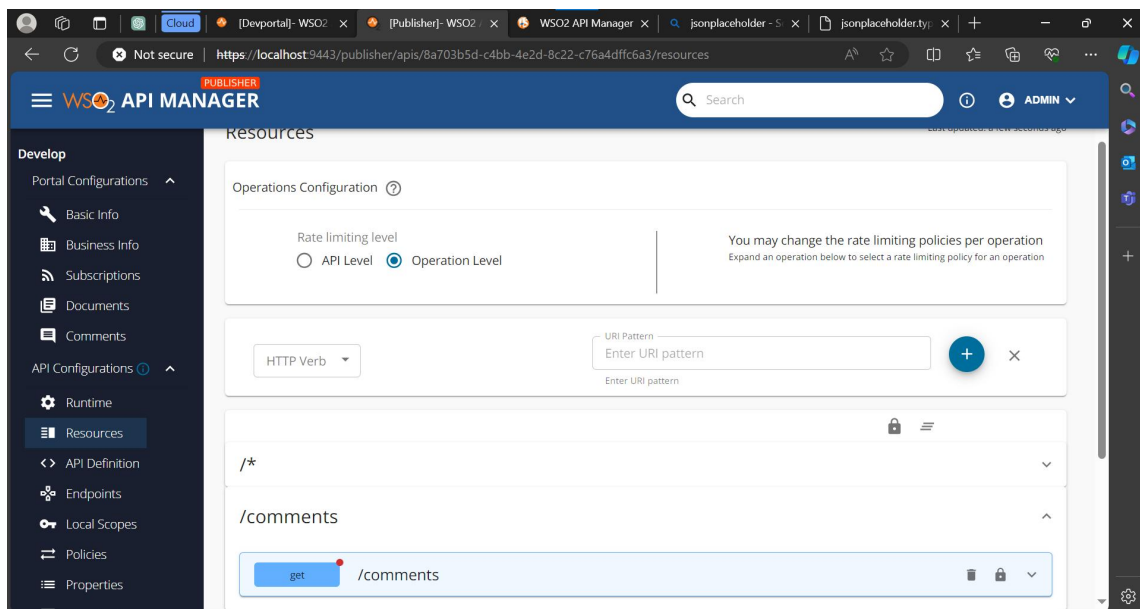 Cloud
[Devportal]- WSO2
[Publisher]- WSO2
WSO2 API Manager
jsonplaceholder - S
jsonplaceholder.typ
Not secure
https://localhost:9443/publisher/apis/8a703b5d-c4bb-4e2d-8c22-c76a4dffc6a3/resources
PUBLISHER
WSO2 API MANAGER
Search
ADMIN
Resources
Last updated: a few seconds ago
Develop
Portal Configurations
Basic Info
Business Info
Subscriptions
Documents
Comments
API Configurations
Runtime
Resources
API Definition
Endpoints
Local Scopes
Policies
Properties
Operations Configuration
Rate limiting level
API Level
Operation Level
You may change the rate limiting policies per operation
Expand an operation below to select a rate limiting policy for an operation
HTTP Verb
URI Pattern
Enter URI pattern
Enter URI pattern
/*
/comments
get /comments